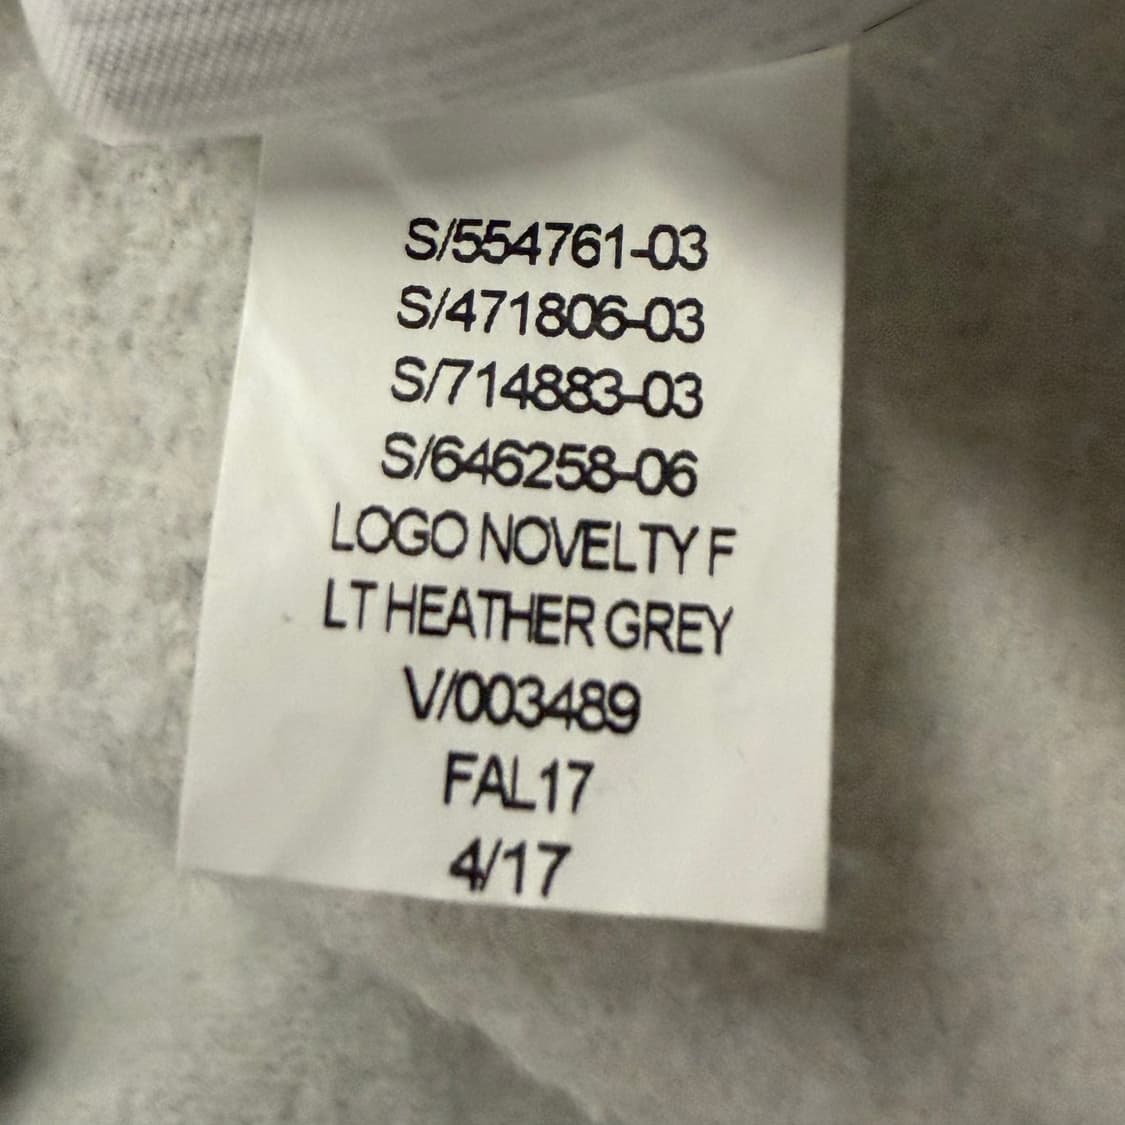 S/554761-03
S/471806-03
S/714883-03
S/646258-06
LOGO NOVELTY F
LT HEATHER GREY
V/003489
FAL17
4/17